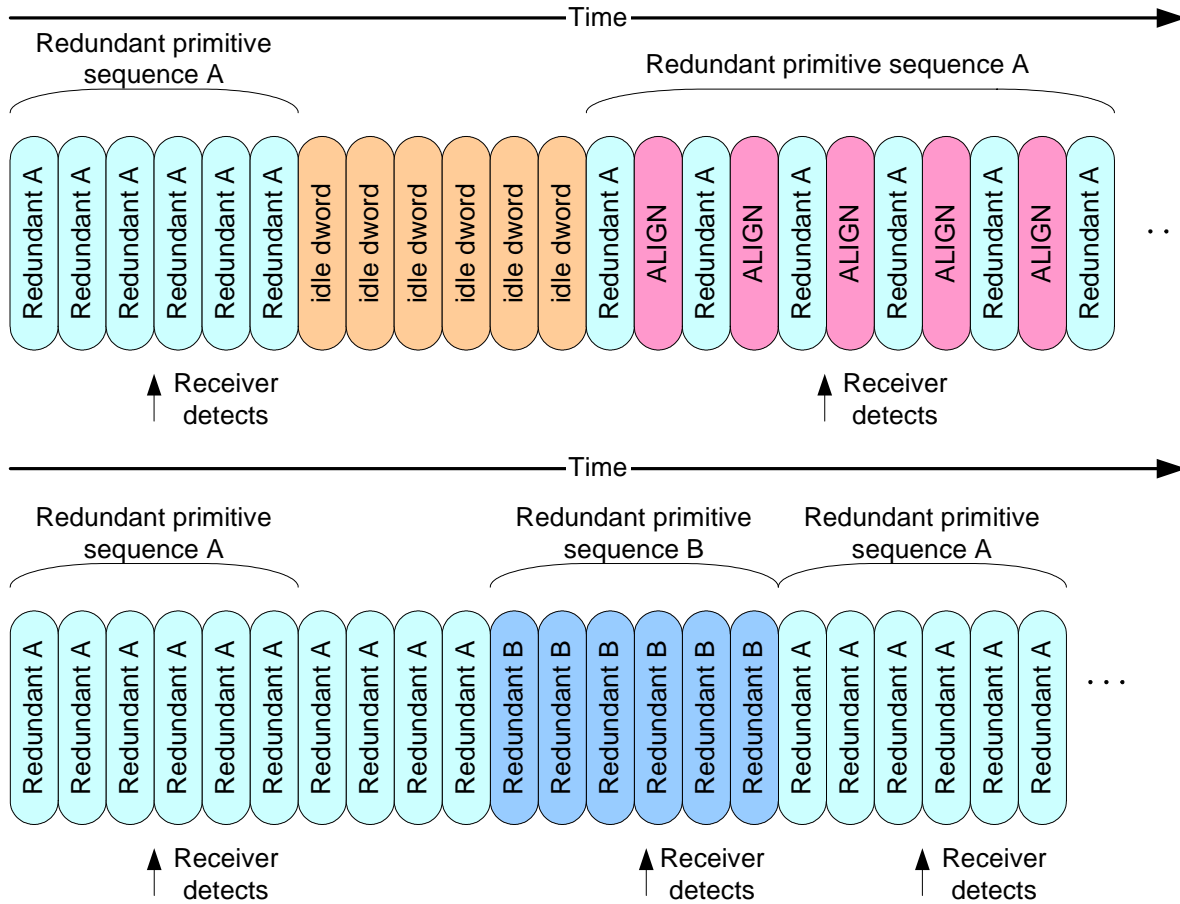 Time
Redundant primitive
sequence A
Redundant primitive sequence A
Redundant A
Redundant A
Redundant A
Redundant A
Redundant A
Redundant A
idle dword
idle dword
idle dword
idle dword
idle dword
idle dword
Redundant A
ALIGN
Redundant A
ALIGN
Redundant A
ALIGN
Redundant A
ALIGN
Redundant A
ALIGN
Redundant A
. .
Receiver
detects
Receiver
detects
Time
Redundant primitive
sequence A
Redundant primitive
sequence B
Redundant primitive
sequence A
Redundant A
Redundant A
Redundant A
Redundant A
Redundant A
Redundant A
Redundant A
Redundant A
Redundant A
Redundant A
Redundant B
Redundant B
Redundant B
Redundant B
Redundant B
Redundant B
Redundant A
Redundant A
Redundant A
Redundant A
Redundant A
Redundant A
. . .
Receiver
detects
Receiver
detects
Receiver
detects